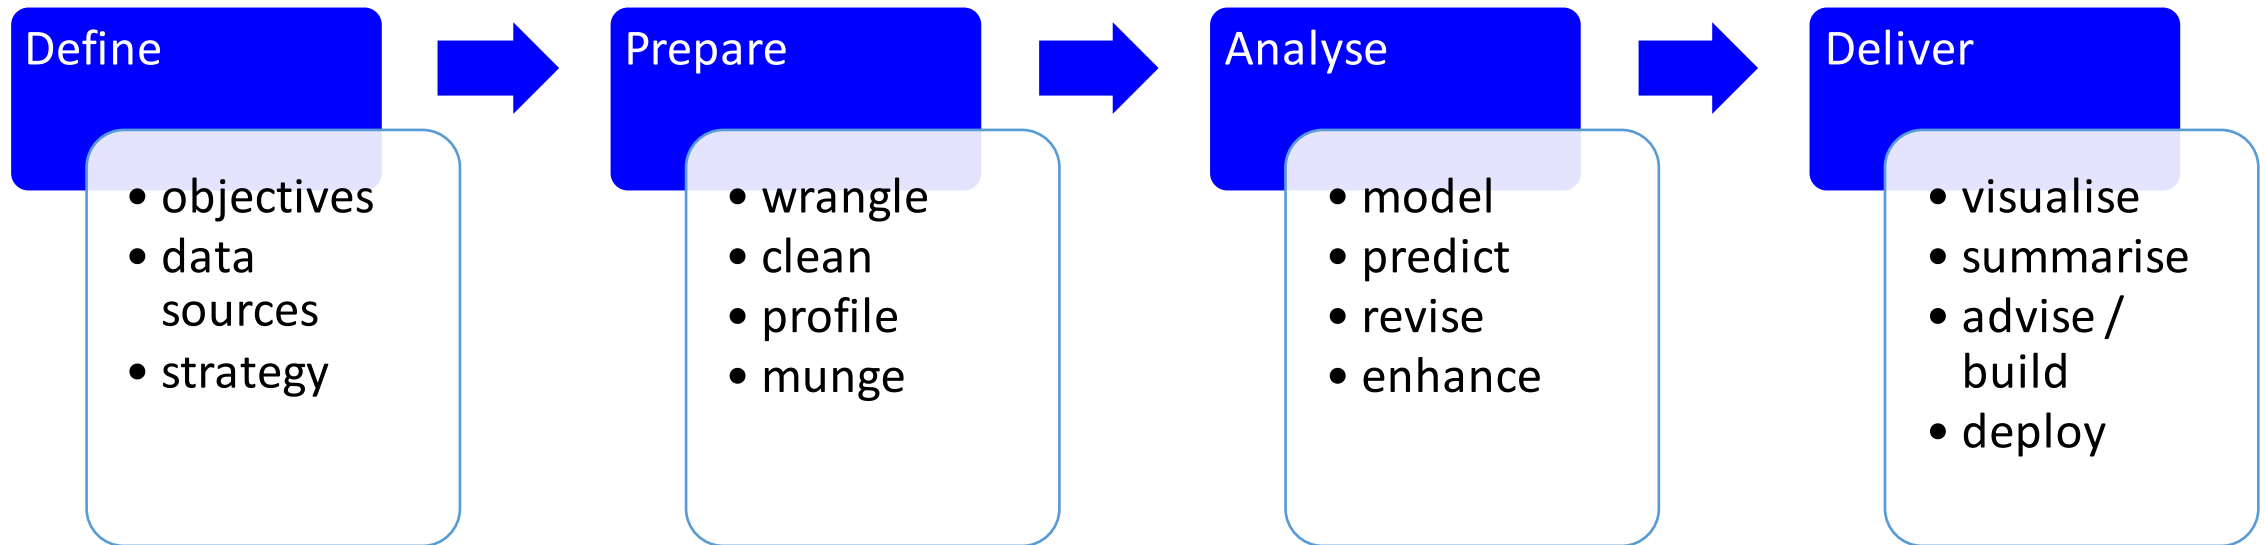 Define
• objectives
• data
sources
• strategy
Prepare
• wrangle
• clean
• profile
• munge
Analyse
• model
• predict
• revise
• enhance
Deliver
• visualise
• summarise
• advise /
build
• deploy